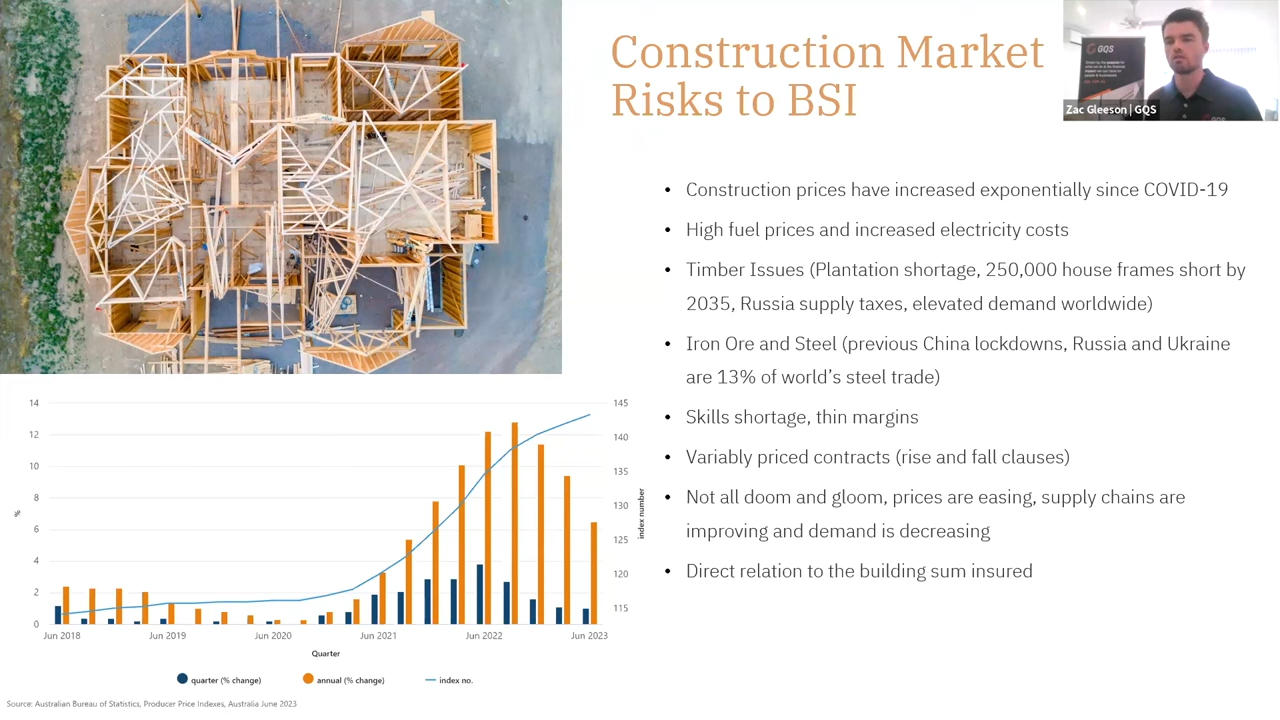 Construction Market
Risks to BSI
GQS
Zac Gleeson | GQS
• Construction prices have increased exponentially since COVID-19
• High fuel prices and increased electricity costs
• Timber Issues (Plantation shortage, 250,000 house frames short by
2035, Russia supply taxes, elevated demand worldwide)
• Iron Ore and Steel (previous China lockdowns, Russia and Ukraine
are 13% of world’s steel trade)
• Skills shortage, thin margins
• Variably priced contracts (rise and fall clauses)
• Not all doom and gloom, prices are easing, supply chains are
improving and demand is decreasing
• Direct relation to the building sum insured
14
12
10
8
6
4
2
0
%
145
140
135
130
125
120
115
index number
Jun 2018 Jun 2019 Jun 2020 Jun 2021 Jun 2022 Jun 2023
Quarter
quarter (% change) annual (% change) index no.
Source: Australian Bureau of Statistics, Producer Price Indexes, Australia June 2023